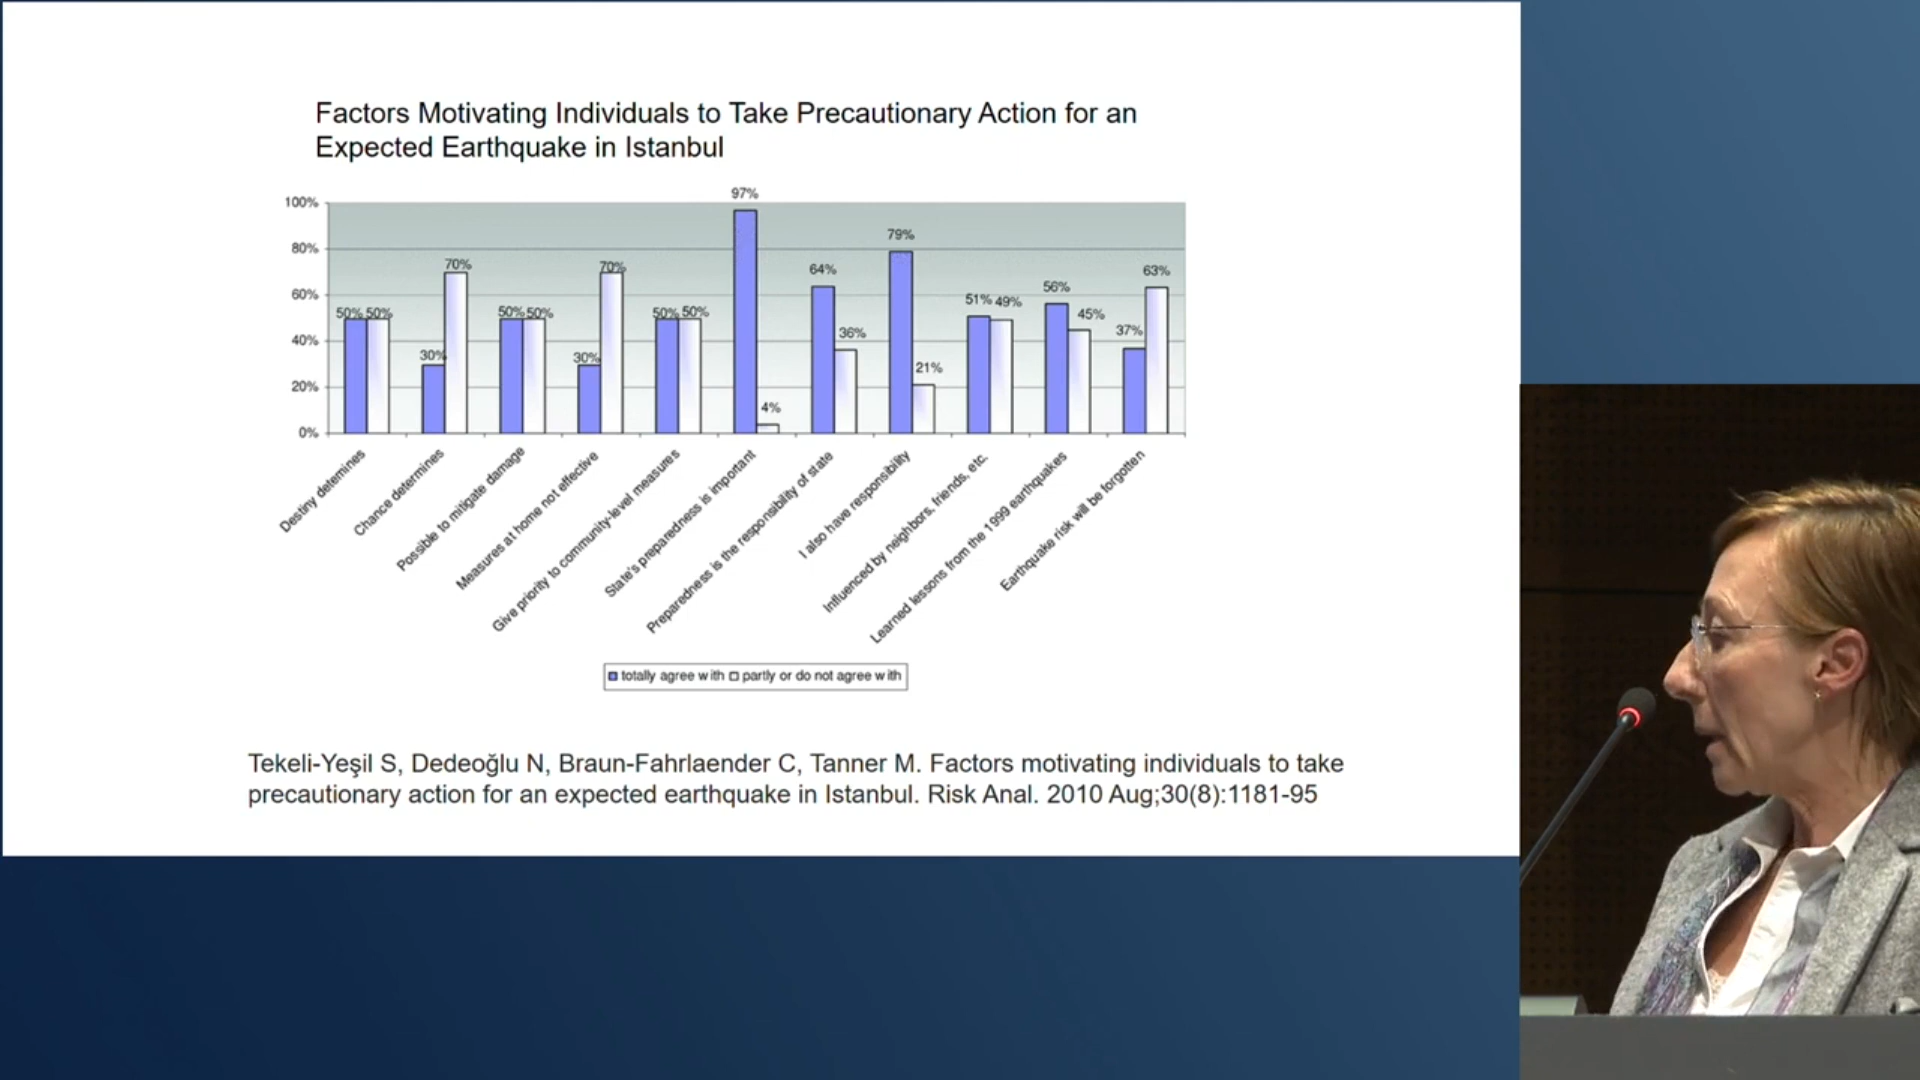 Factors Motivating Individuals to Take Precautionary Action for an
Expected Earthquake in Istanbul
100%
80%
60%
40%
20%
0%
50% 50%
30% 70%
50% 50%
30% 70%
50% 50%
97% 4%
64% 36%
79% 21%
51% 49%
56% 45%
37% 63%
Destiny detemines
Chance determines
Possible to mitigate damage
Measures at home not effective
Give priority to community-level measures
State's preparedness is important
Preparedness is the responsibility of state
I also have responsibility
Influenced by neighbors, friends, etc.
Learned lessons from the 1999 earthquakes
Earthquake risk will be forgotten
totally agree with partly or do not agree with
Tekeli-Yeşil S, Dedeoğlu N, Braun-Fahrlaender C, Tanner M. Factors motivating individuals to take
precautionary action for an expected earthquake in Istanbul. Risk Anal. 2010 Aug;30(8):1181-95